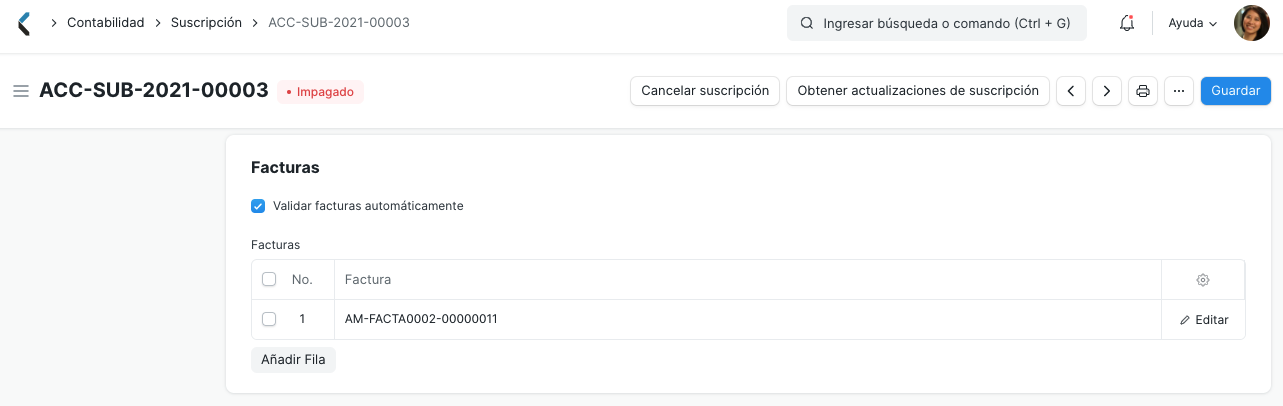 Contabilidad
Suscripción
ACC-SUB-2021-00003
Ingresar búsqueda o comando (Ctrl + G)
Ayuda
ACC-SUB-2021-00003
Impagado
Cancelar suscripción
Obtener actualizaciones de suscripción
Guardar
Facturas
Validar facturas automáticamente
Facturas
No. Factura
1 AM-FACTA0002-00000011 Editar
Añadir Fila